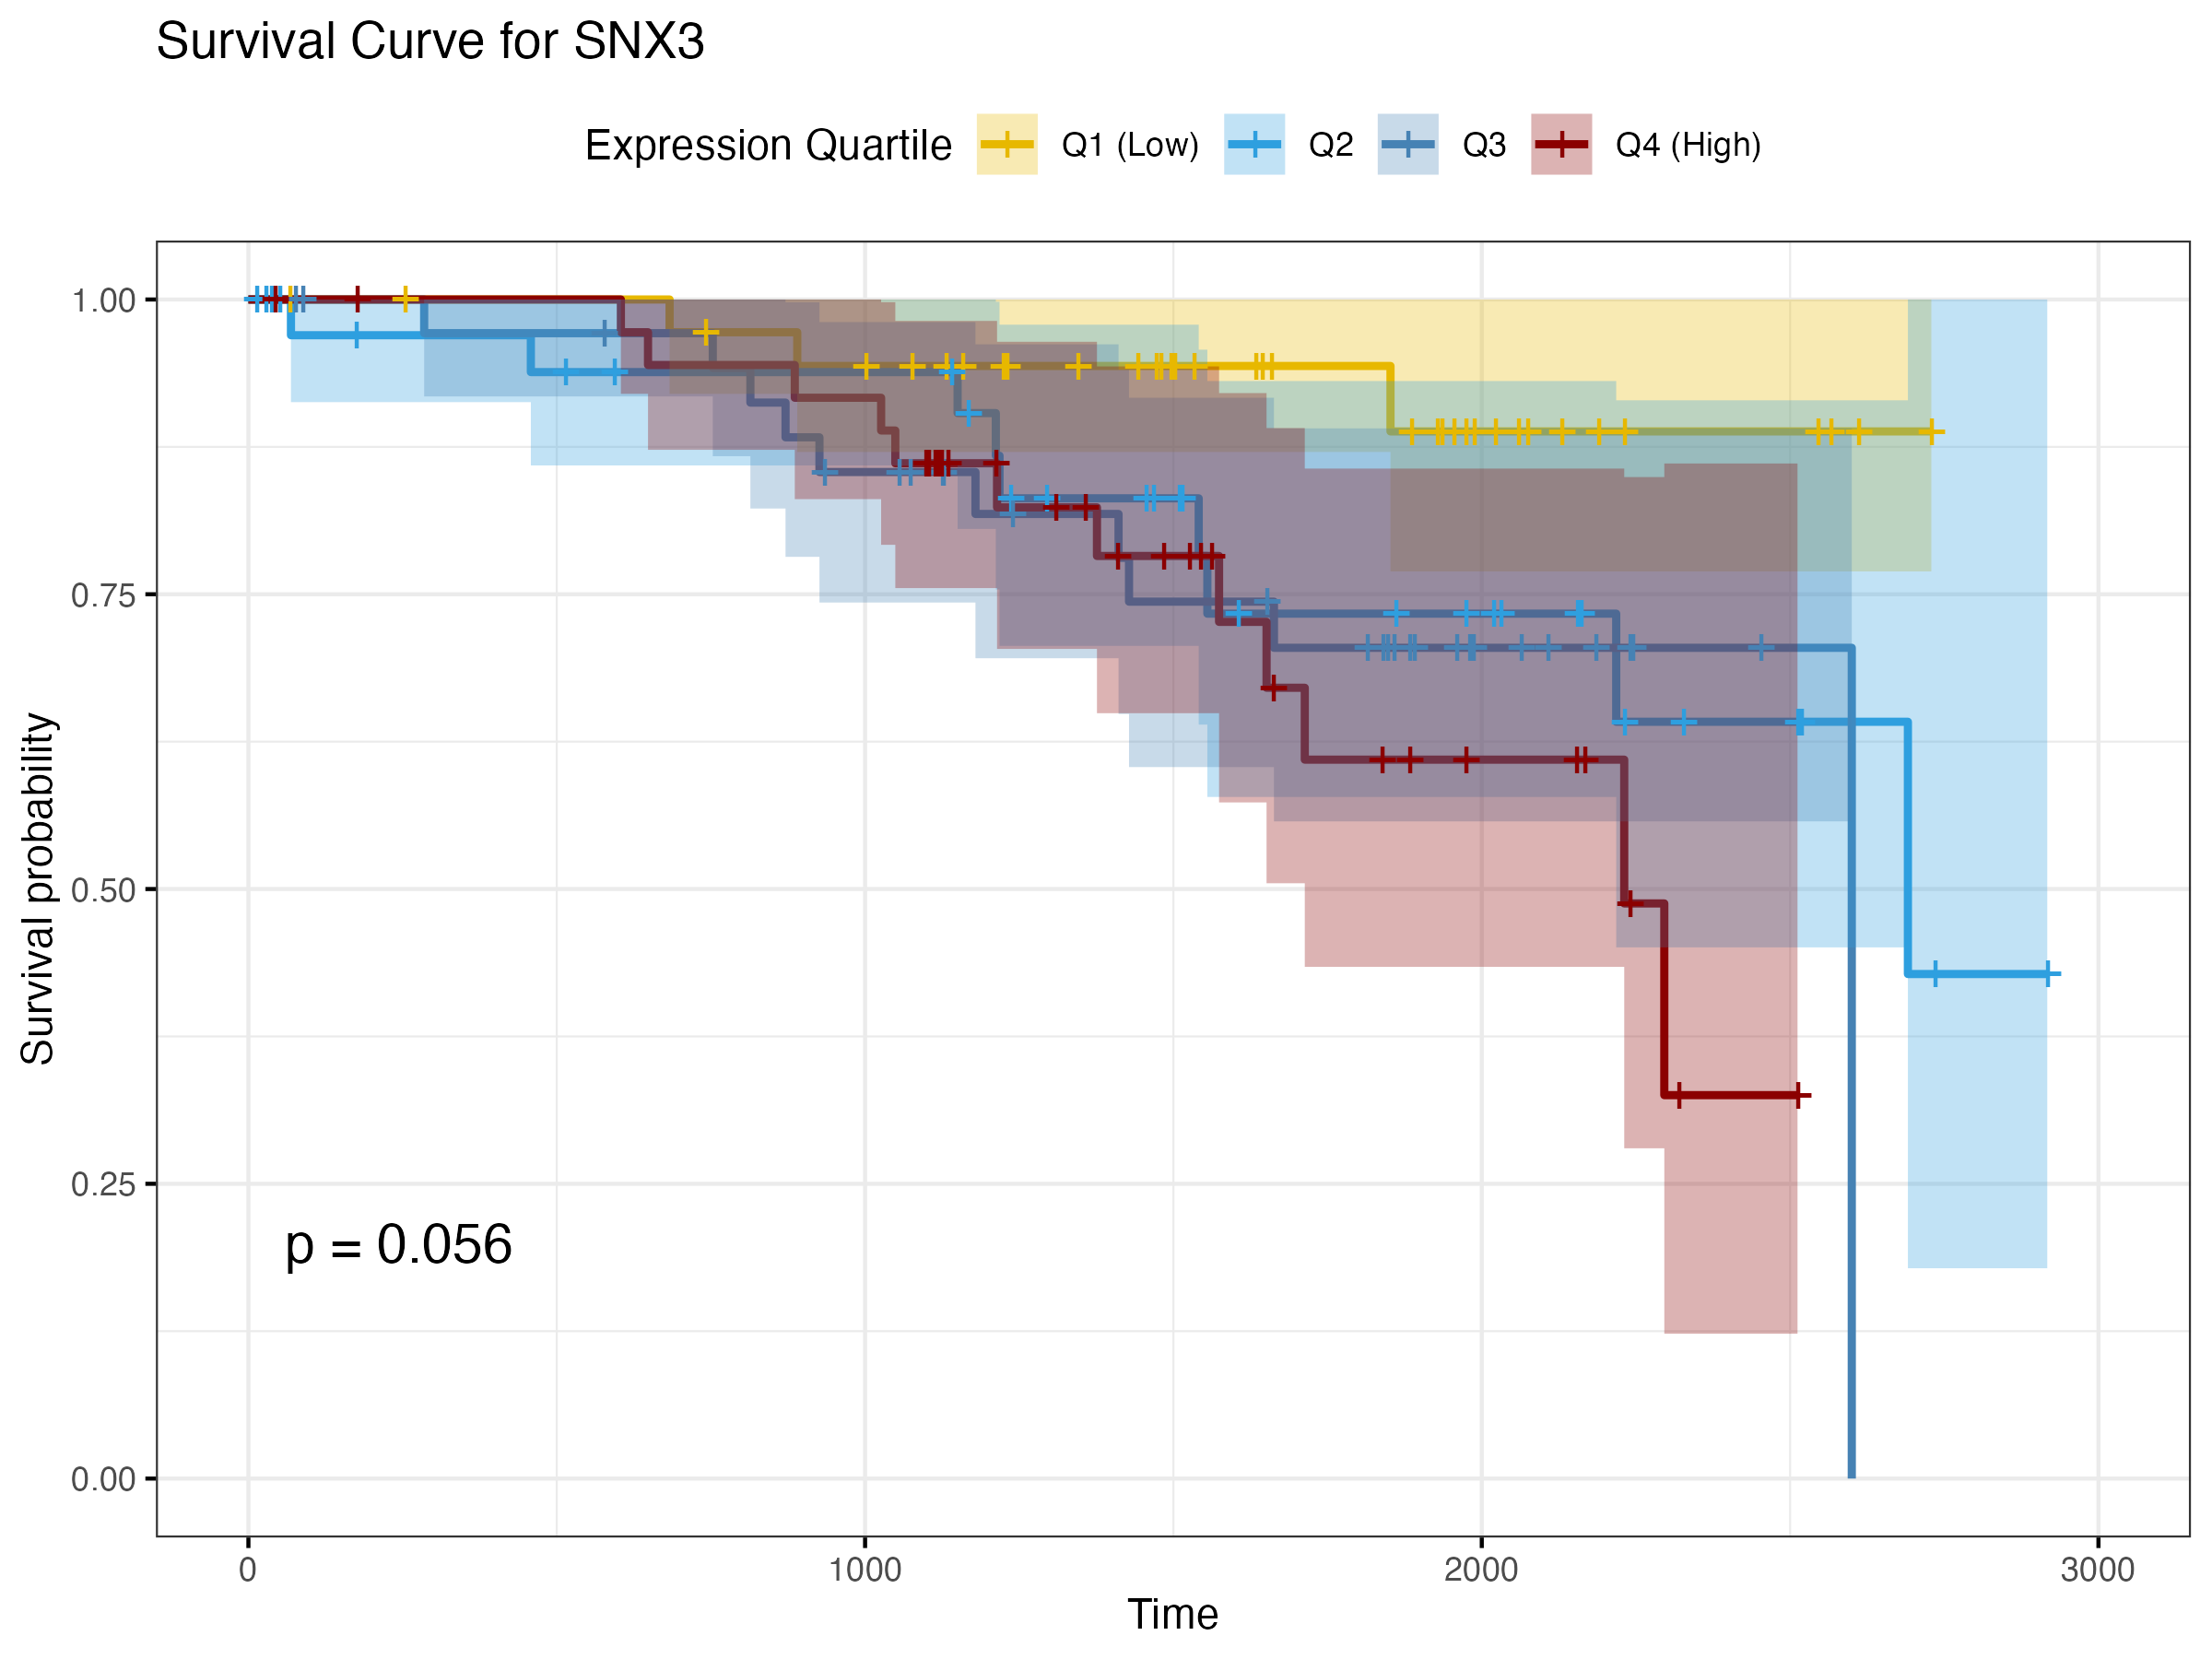 Survival Curve for SNX3
Expression Quartile Q1 (Low) Q2 Q3 Q4 (High)
Survival probability
1.00
0.75
0.50
0.25
0.00
p = 0.056
0 1000 2000 3000
Time